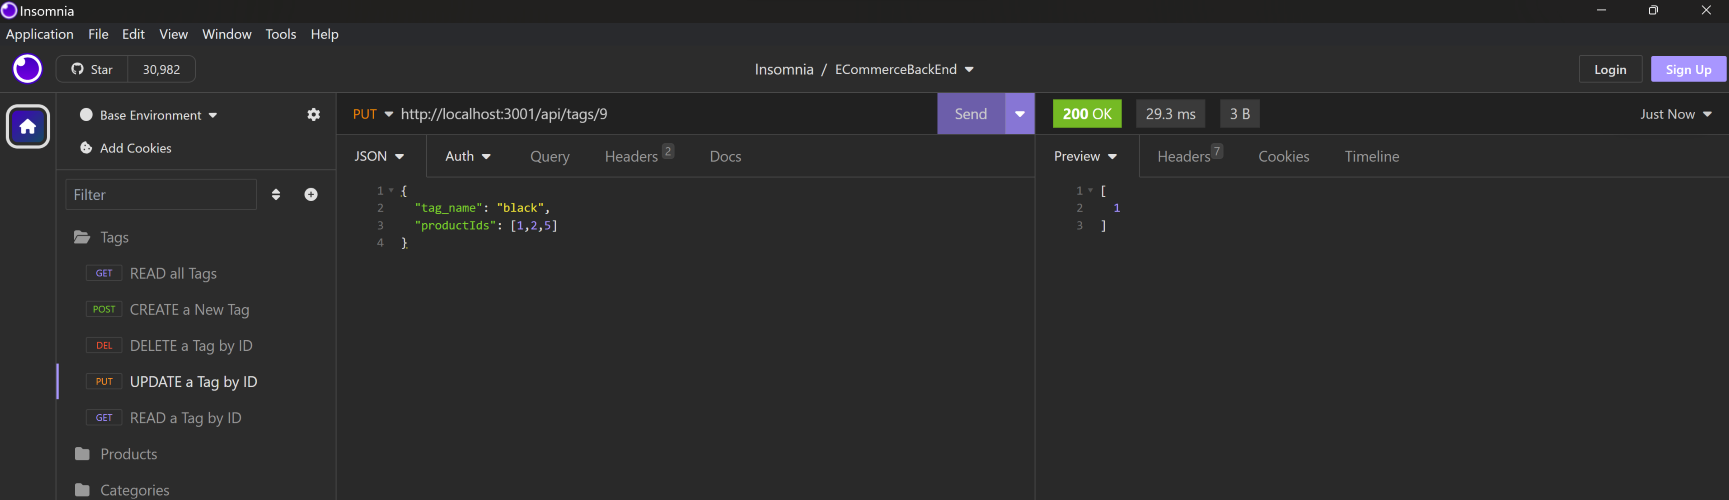 Insomnia
Application File Edit View Window Tools Help
Star 30,982
Insomnia / ECommerceBackEnd
Login Sign Up
Base Environment
Add Cookies
Filter
Tags
GET READ all Tags
POST CREATE a New Tag
DEL DELETE a Tag by ID
PUT UPDATE a Tag by ID
GET READ a Tag by ID
Products
Categories
PUT http://localhost:3001/api/tags/9 Send
JSON Auth Query Headers 2 Docs
1 {
2 "tag_name": "black",
3 "productIds": [1,2,5]
4 }
200 OK 29.3 ms 3 B Just Now
Preview Headers 7 Cookies Timeline
1 [
2 1
3 ]